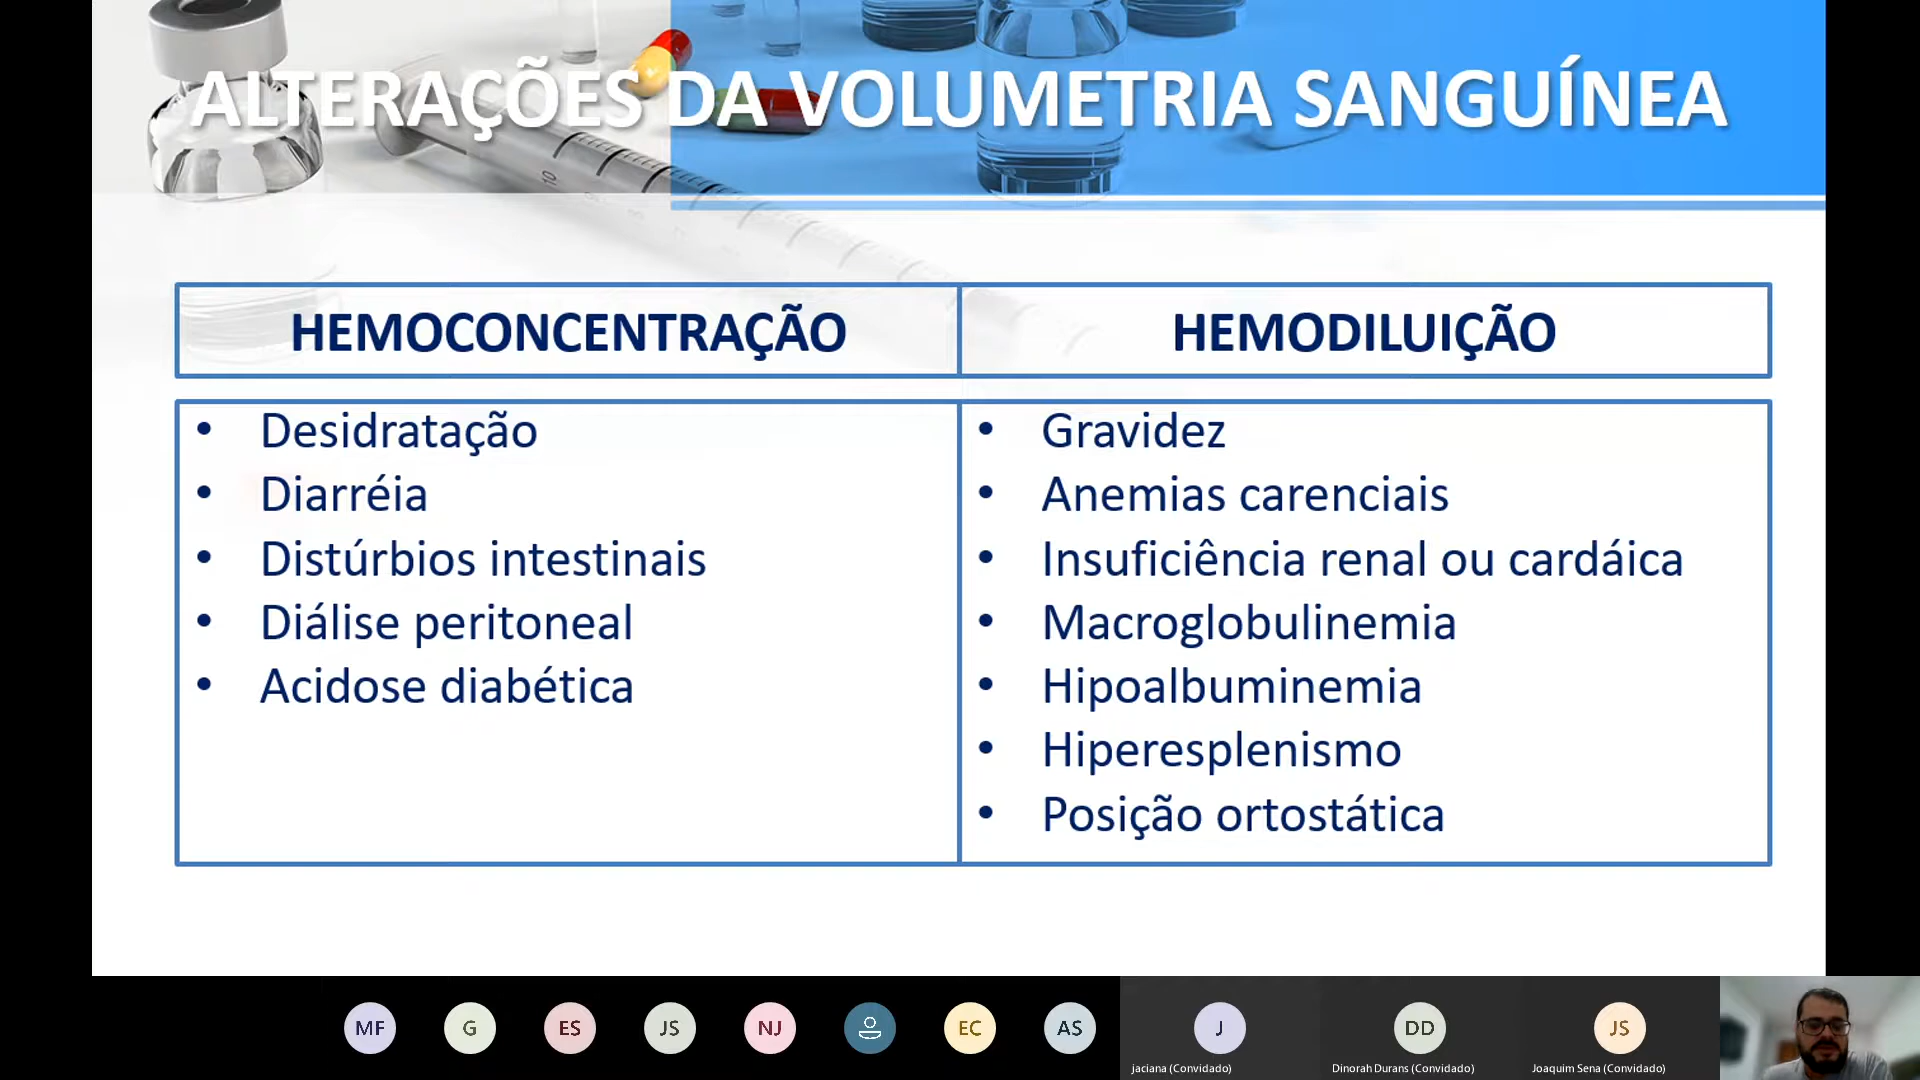 ALTERAÇÕES DA VOLUMETRIA SANGUÍNEA
HEMOCONCENTRAÇÃO
HEMODILUIÇÃO
• Desidratação
• Diarréia
• Distúrbios intestinais
• Diálise peritoneal
• Acidose diabética
• Gravidez
• Anemias carenciais
• Insuficiência renal ou cardáica
• Macroglobulinemia
• Hipoalbuminemia
• Hiperesplenismo
• Posição ortostática
10
MF G ES JS NJ EC AS J DD JS
jaciana (Convidado) Dinorah Durans (Convidado) Joaquim Sena (Convidado)